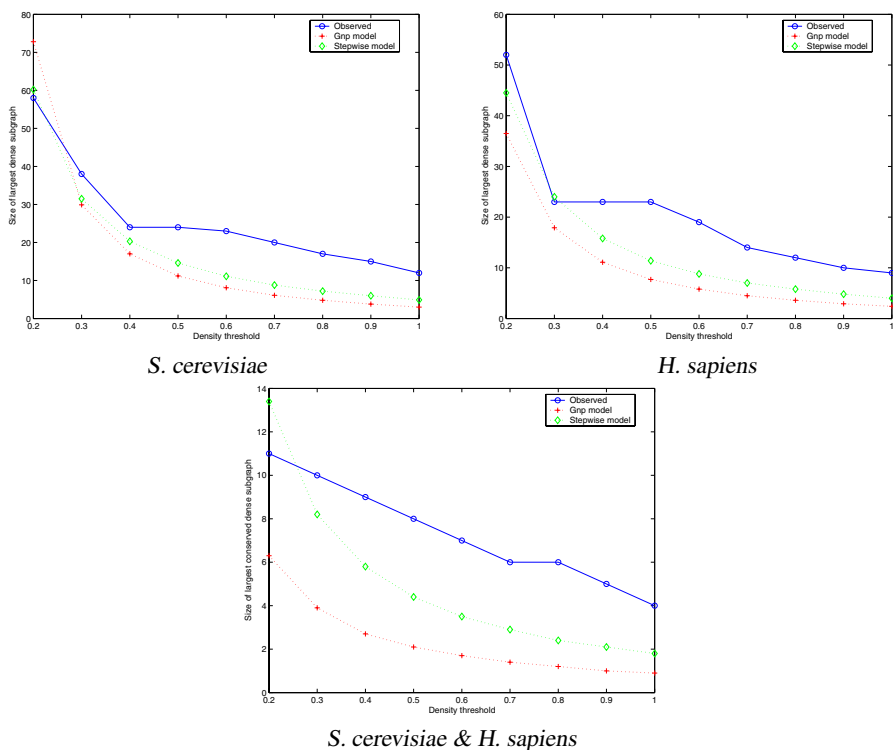 80
70
60
50
40
30
20
10
0
Size of largest dense subgraph
Observed
Gnp model
Stepwise model
0.2 0.3 0.4 0.5 0.6 0.7 0.8 0.9 1
Density threshold
S. cerevisiae
60
50
40
30
20
10
0
Size of largest dense subgraph
Observed
Gnp model
Stepwise model
0.2 0.3 0.4 0.5 0.6 0.7 0.8 0.9 1
Density threshold
H. sapiens
14
12
10
8
6
4
2
0
Size of largest conserved dense subgraph
Observed
Gnp model
Stepwise model
0.2 0.3 0.4 0.5 0.6 0.7 0.8 0.9 1
Density threshold
S. cerevisiae & H. sapiens